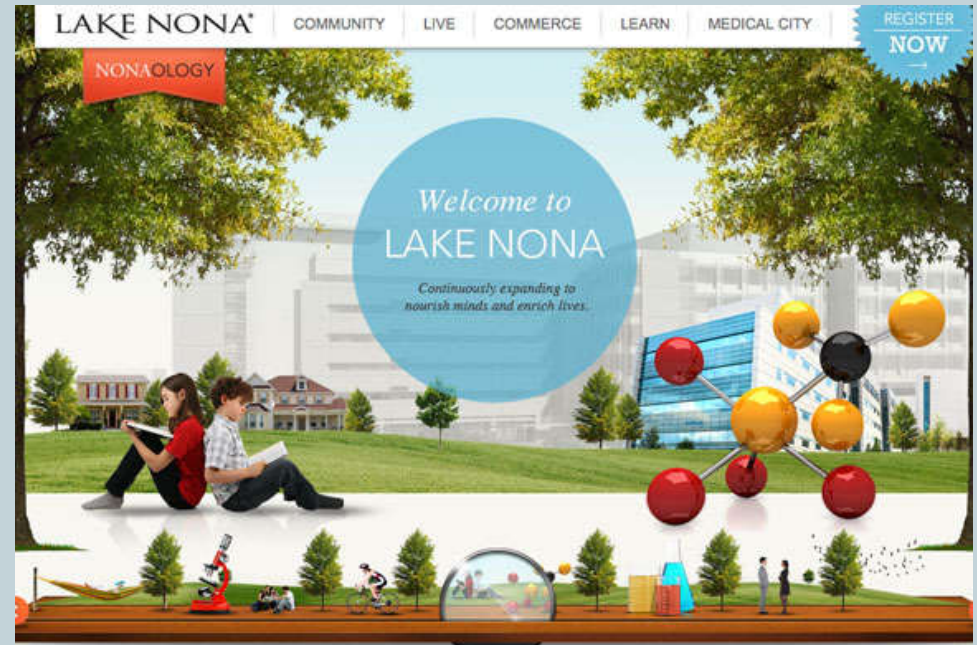 LAKE NONA®
COMMUNITY
LIVE
COMMERCE
LEARN
MEDICAL CITY
REGISTER
NOW
→
NONAOLOGY
Welcome to
LAKE NONA
Continuously expanding to
nourish minds and enrich lives.